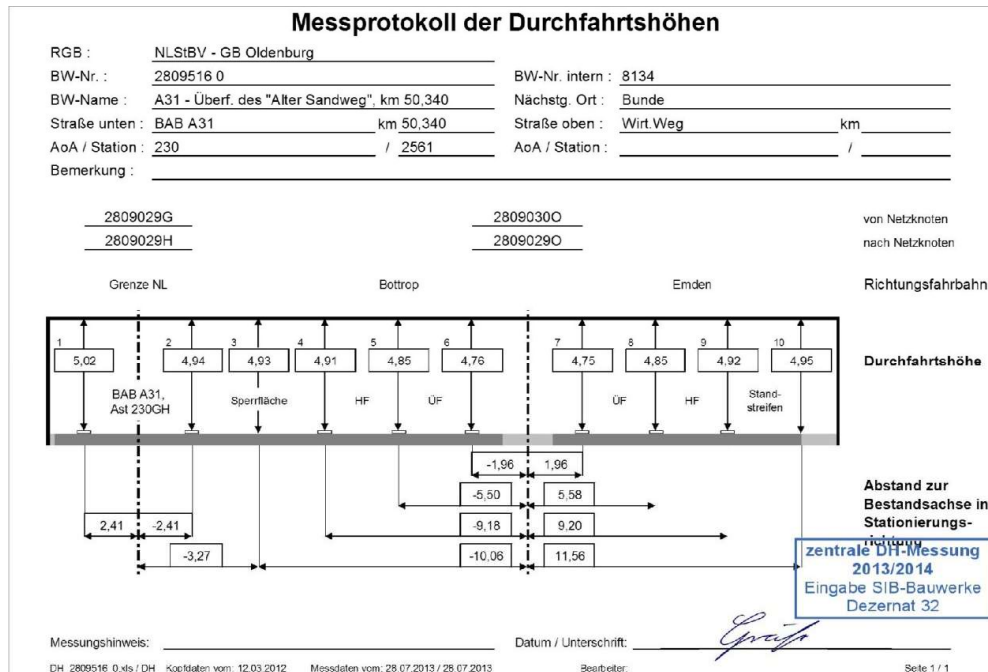 Messprotokoll der Durchfahrtshöhen
RGB : NLStBV - GB Oldenburg
BW-Nr. : 2809516 0 BW-Nr. intern : 8134
BW-Name : A31 - Überf. des "Alter Sandweg", km 50,340 Nächstg. Ort : Bunde
Straße unten : BAB A31 km 50,340 Straße oben : Wirt.Weg km
AoA / Station : 230 / 2561 AoA / Station : /
Bemerkung :
2809029G 2809030O von Netzknoten
2809029H 2809029O nach Netzknoten
Grenze NL Bottrop Emden Richtungsfahrbahn
1 2 3 4 5 6 7 8 9 10
5,02 4,94 4,93 4,91 4,85 4,76 4,75 4,85 4,92 4,95 Durchfahrtshöhe
BAB A31,
Ast 230GH
Sperrfläche HF ÜF ÜF HF
Stand-
streifen
-1,96 1,96
-5,50 5,58
2,41 -2,41 -9,18 9,20
-3,27 -10,06 11,56
Abstand zur
Bestandsachse in
Stationierungs-
richtung
zentrale DH-Messung
2013/2014
Eingabe SIB-Bauwerke
Dezernat 32
Messungshinweis: Datum / Unterschrift:
DH_2809516_0.xls / DH Kopfdaten vom: 12.03.2012 Messdaten vom: 28.07.2013 / 28.07.2013 Bearbeiter: Seite 1 / 1